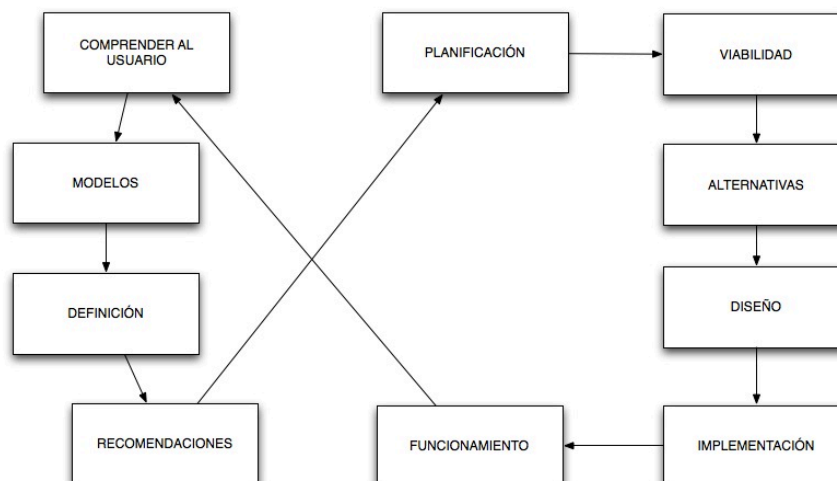 COMPRENDER AL
USUARIO
PLANIFICACIÓN
VIABILIDAD
MODELOS
ALTERNATIVAS
DEFINICIÓN
DISEÑO
RECOMENDACIONES
FUNCIONAMIENTO
IMPLEMENTACIÓN